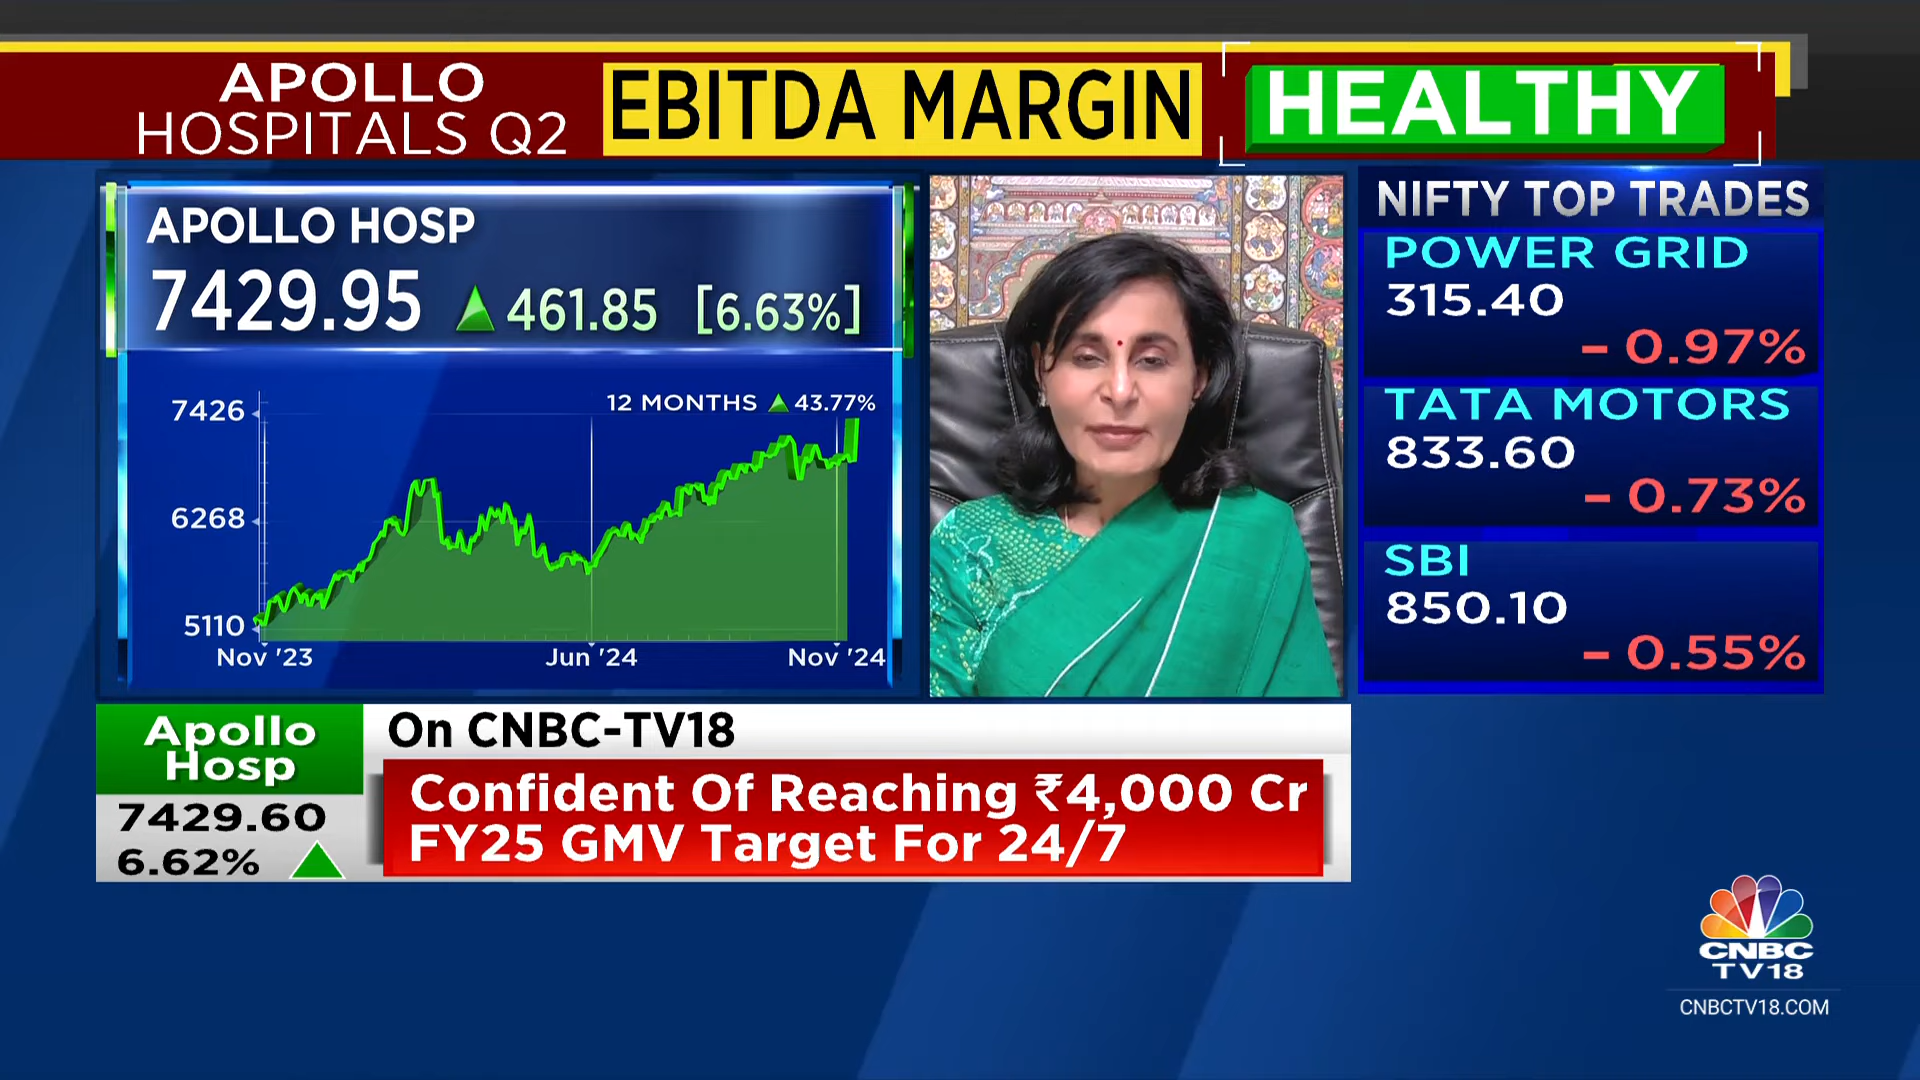 APOLLO
HOSPITALS Q2
EBITDA MARGIN
HEALTHY
APOLLO HOSP
7429.95 461.85 [6.63%]
12 MONTHS 43.77%
7426
6268
5110
Nov '23
Jun '24
Nov '24
NIFTY TOP TRADES
POWER GRID
315.40
– 0.97%
TATA MOTORS
833.60
– 0.73%
SBI
850.10
– 0.55%
Apollo
Hosp
7429.60
6.62%
On CNBC-TV18
Confident Of Reaching ₹4,000 Cr
FY25 GMV Target For 24/7
CNBC
TV18
CNBCTV18.COM